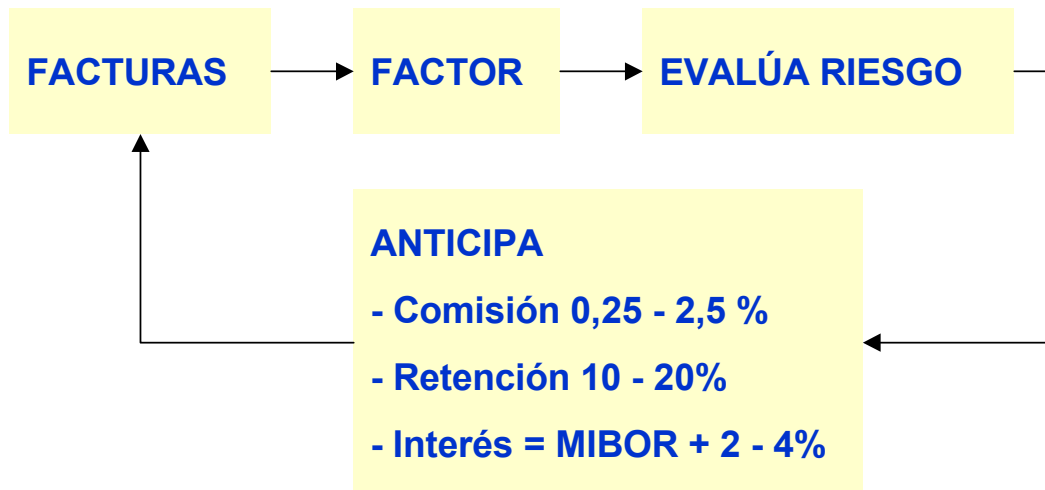 FACTURAS
FACTOR
EVALÚA RIESGO
ANTICIPA
- Comisión 0,25 - 2,5 %
- Retención 10 - 20%
- Interés = MIBOR + 2 - 4%